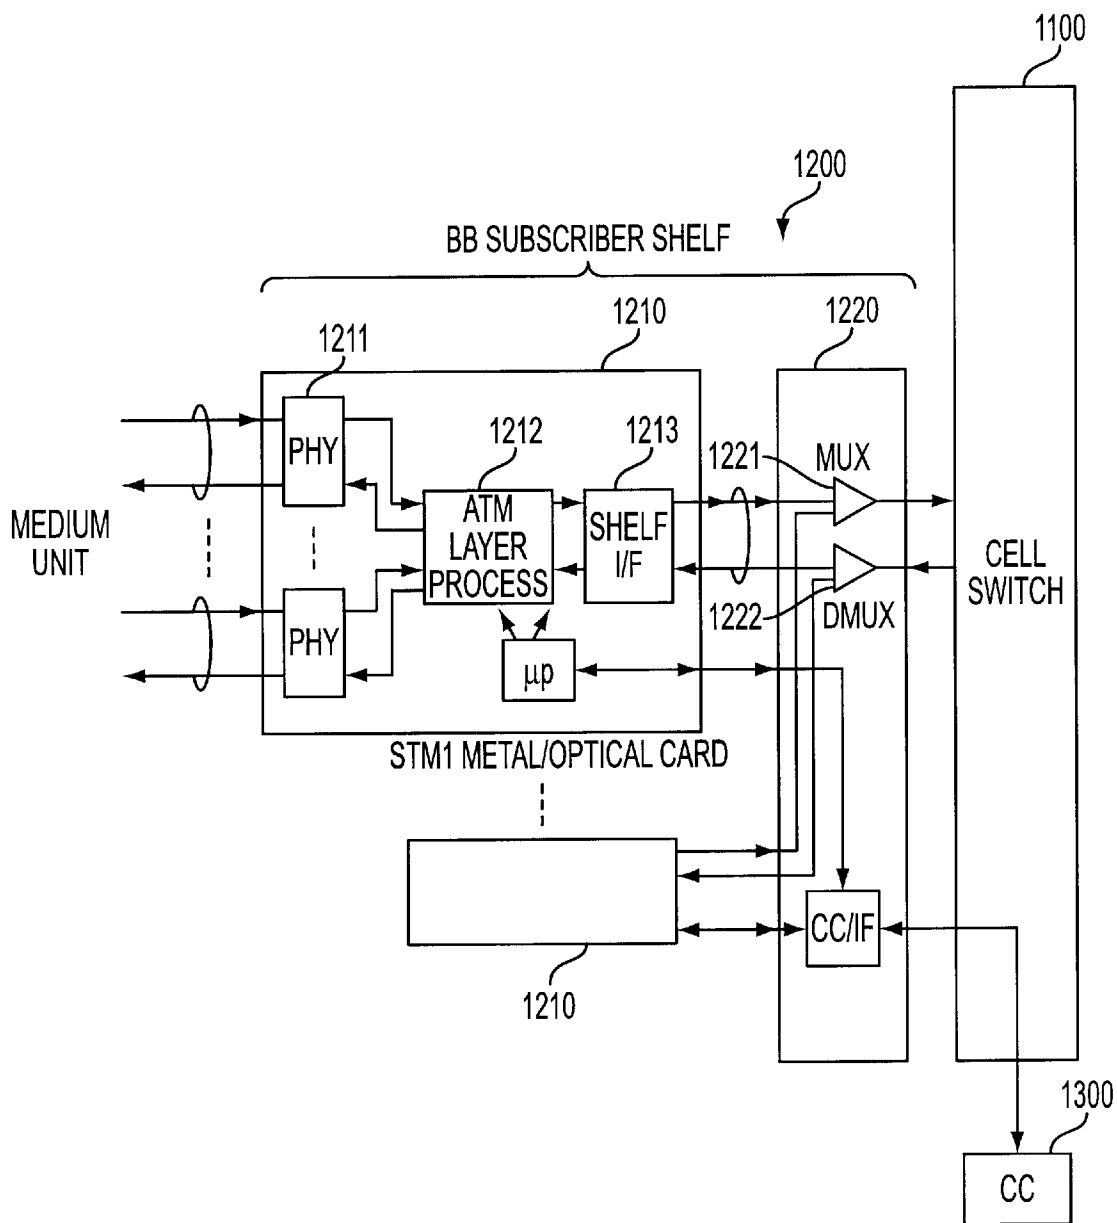 1100
1200
BB SUBSCRIBER SHELF
1210
1220
1211
1212
1213
1221
MUX
PHY
ATM
LAYER
PROCESS
SHELF
I/F
MEDIUM
UNIT
CELL
SWITCH
1222
DMUX
PHY
µp
STM1 METAL/OPTICAL CARD
CC/IF
1210
1300
CC